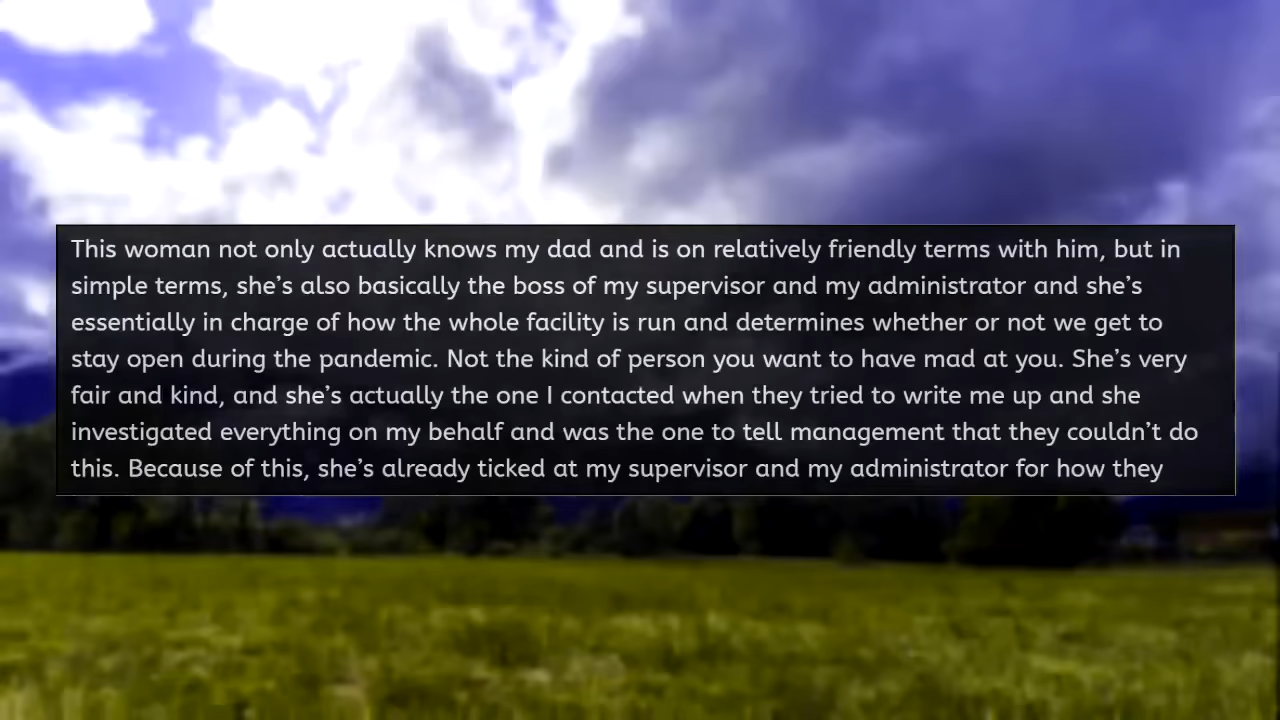 This woman not only actually knows my dad and is on relatively friendly terms with him, but in
simple terms, she’s also basically the boss of my supervisor and my administrator and she’s
essentially in charge of how the whole facility is run and determines whether or not we get to
stay open during the pandemic. Not the kind of person you want to have mad at you. She’s very
fair and kind, and she’s actually the one I contacted when they tried to write me up and she
investigated everything on my behalf and was the one to tell management that they couldn’t do
this. Because of this, she’s already ticked at my supervisor and my administrator for how they